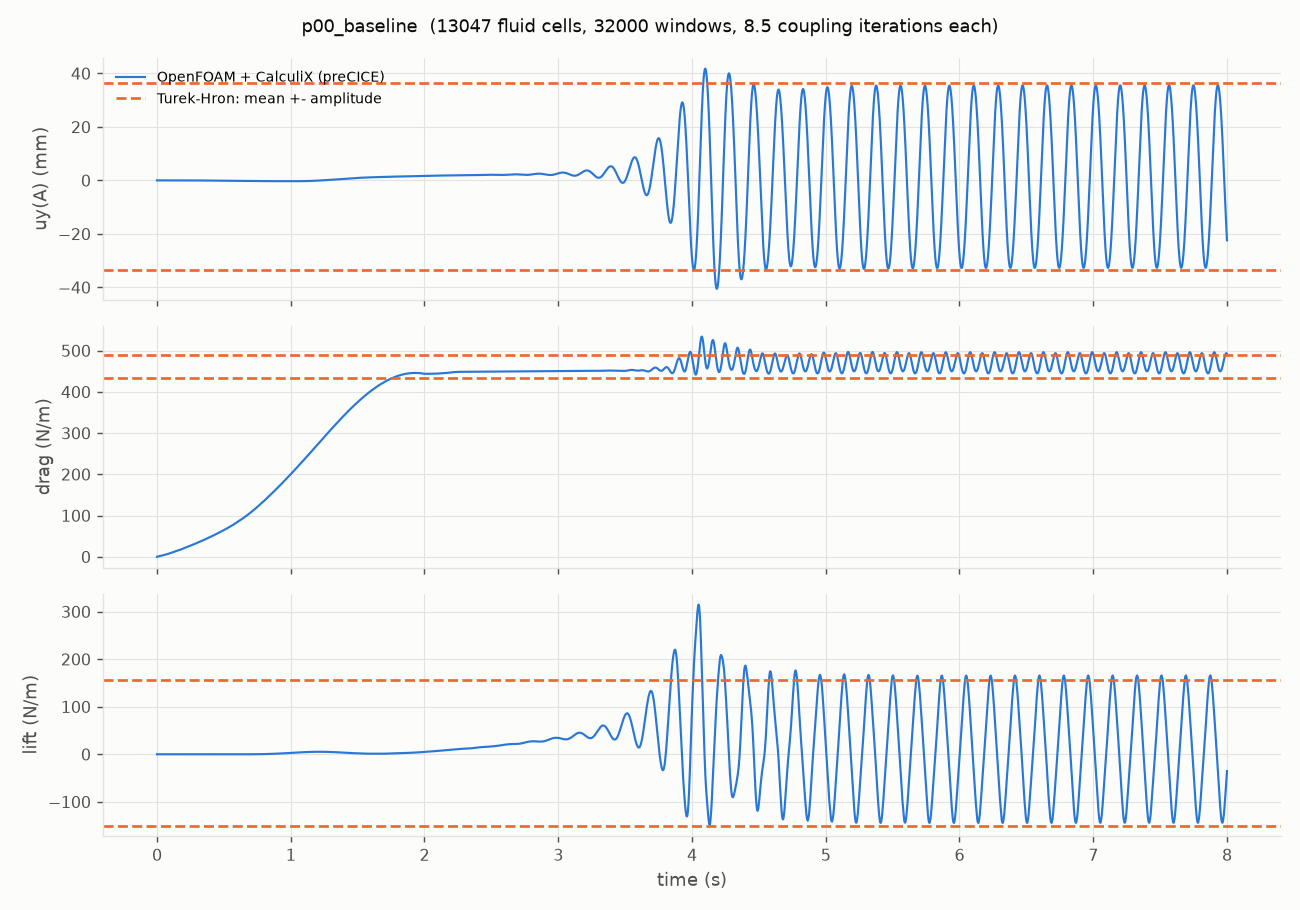 p00_baseline (13047 fluid cells, 32000 windows, 8.5 coupling iterations each)
40
20
0
−20
−40
uy(A) (mm)
OpenFOAM + CalculiX (preCICE)
Turek-Hron: mean +- amplitude
500
400
300
200
100
0
drag (N/m)
300
200
100
0
−100
lift (N/m)
0 1 2 3 4 5 6 7 8
time (s)